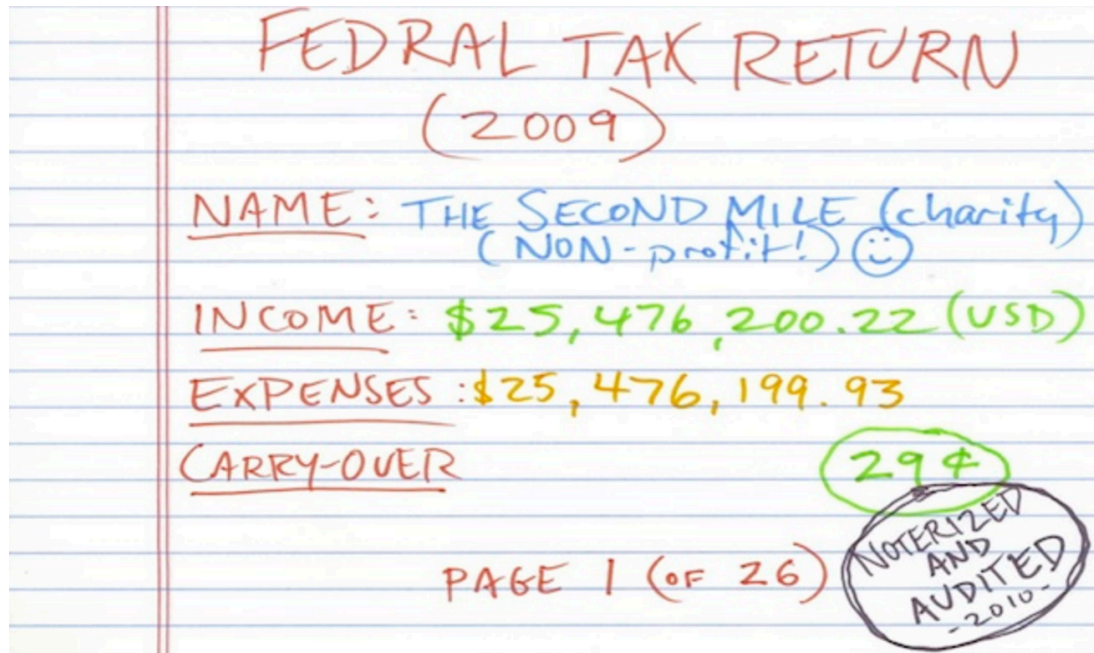 FEDRAL TAX RETURN
(2009)
NAME: THE SECOND MILE (charity)
(NON-profit!)
INCOME: $25,476,200.22 (USD)
EXPENSES: $25,476,199.93
CARRY-OVER 29¢
NOTERIZED
AND
AUDITED
-2010-
PAGE 1 (OF 26)